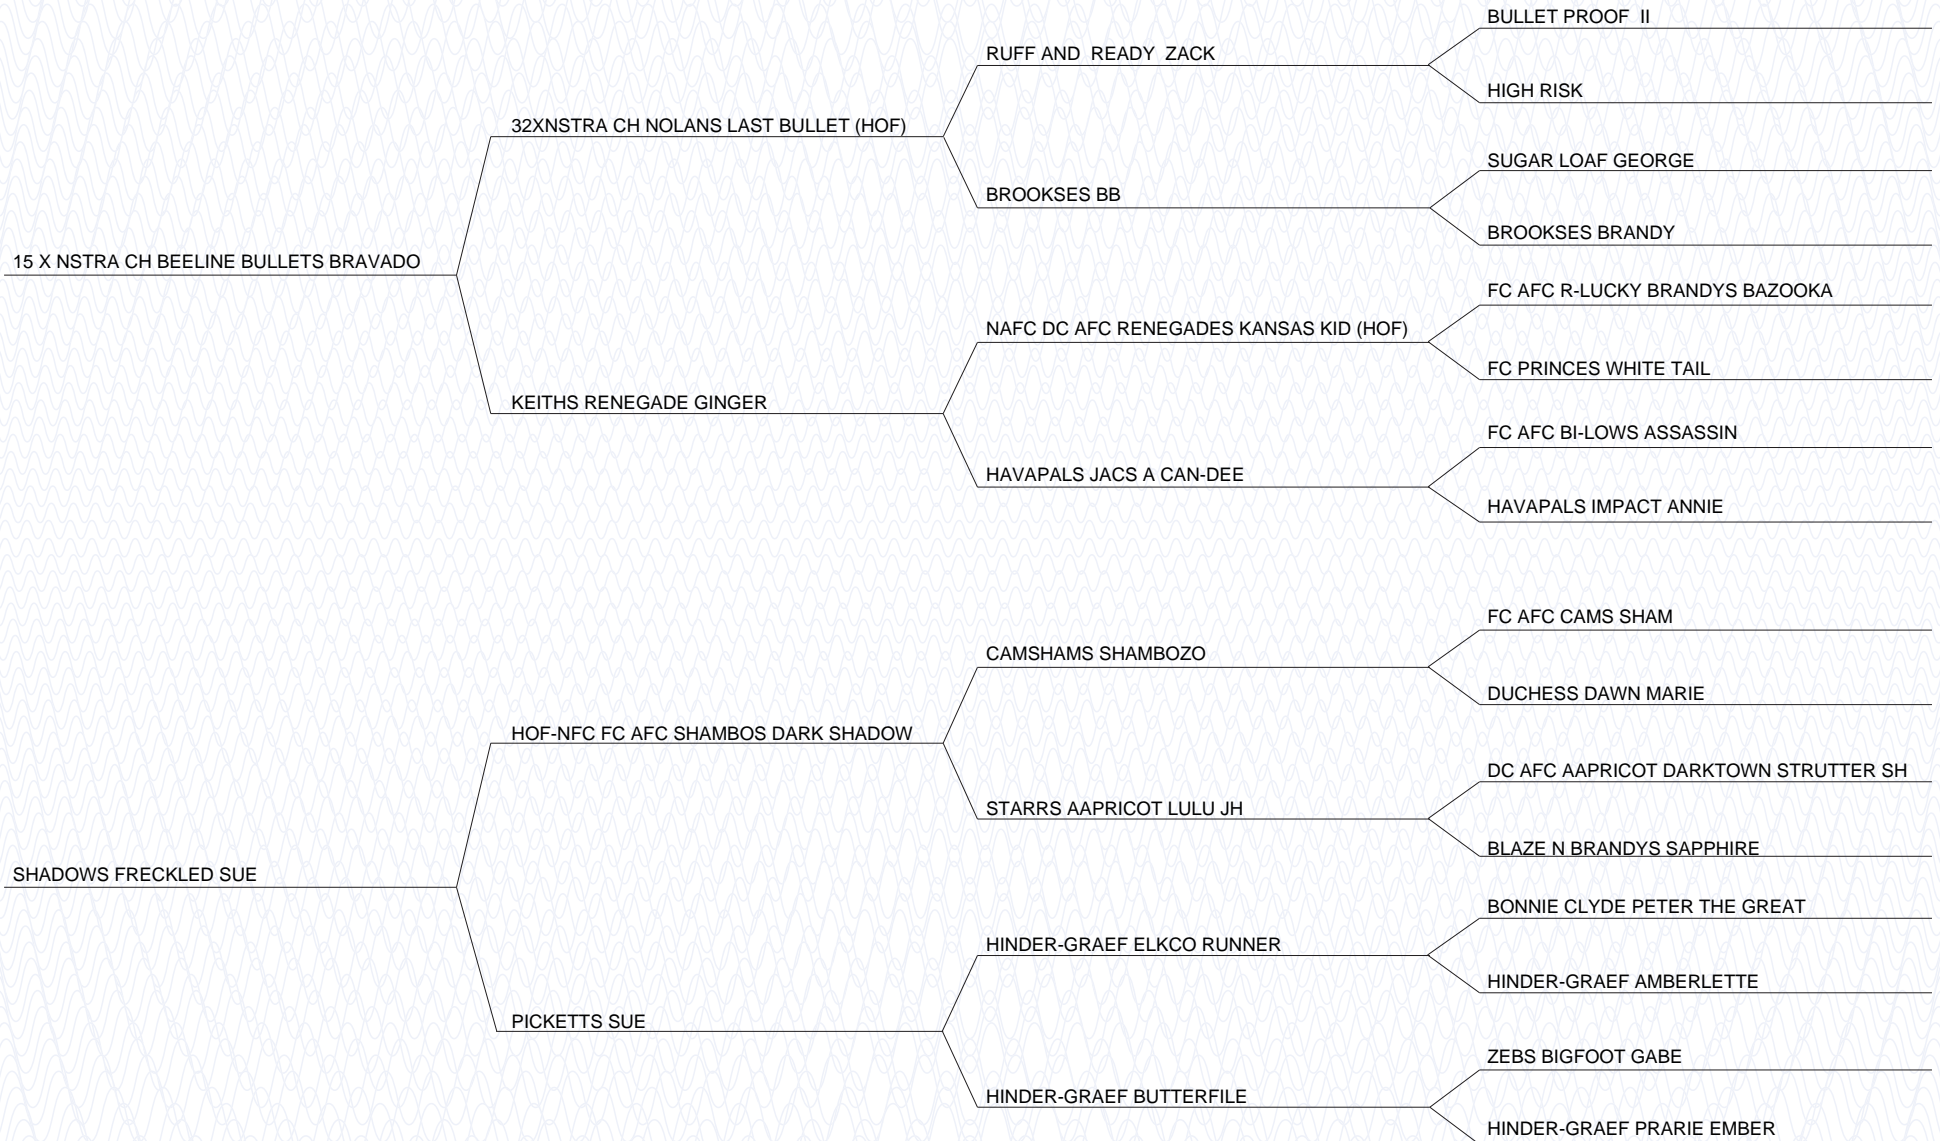 BULLET PROOF  II
RUFF AND  READY  ZACK
HIGH RISK
32XNSTRA CH NOLANS LAST BULLET (HOF)
SUGAR LOAF GEORGE
BROOKSES BB
BROOKSES BRANDY
15 X NSTRA CH BEELINE BULLETS BRAVADO
FC AFC R-LUCKY BRANDYS BAZOOKA
NAFC DC AFC RENEGADES KANSAS KID (HOF)
FC PRINCES WHITE TAIL
KEITHS RENEGADE GINGER
FC AFC BI-LOWS ASSASSIN
HAVAPALS JACS A CAN-DEE
HAVAPALS IMPACT ANNIE
FC AFC CAMS SHAM
CAMSHAMS SHAMBOZO
DUCHESS DAWN MARIE
HOF-NFC FC AFC SHAMBOS DARK SHADOW
DC AFC AAPRICOT DARKTOWN STRUTTER SH
STARRS AAPRICOT LULU JH
BLAZE N BRANDYS SAPPHIRE
SHADOWS FRECKLED SUE
BONNIE CLYDE PETER THE GREAT
HINDER-GRAEF ELKCO RUNNER
HINDER-GRAEF AMBERLETTE
PICKETTS SUE
ZEBS BIGFOOT GABE
HINDER-GRAEF BUTTERFILE
HINDER-GRAEF PRARIE EMBER